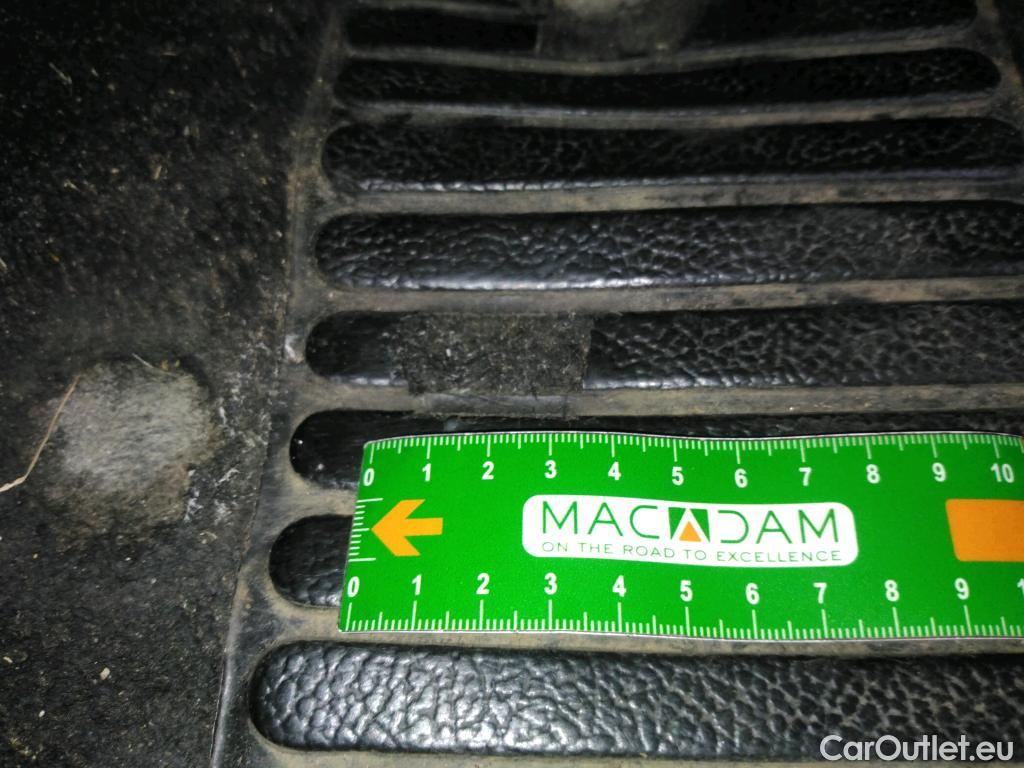 0 1 2 3 4 5 6 7 8 9 10
MACADAM
ON THE ROAD TO EXCELLENCE
0 1 2 3 4 5 6 7 8 9 1
CarOutlet.eu